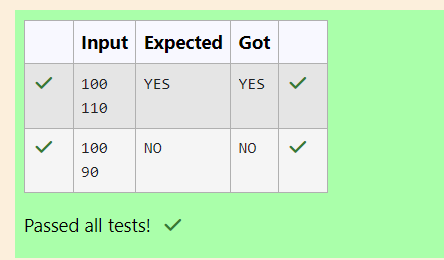 Input Expected Got
100 YES YES
110
100 NO NO
90
Passed all tests!